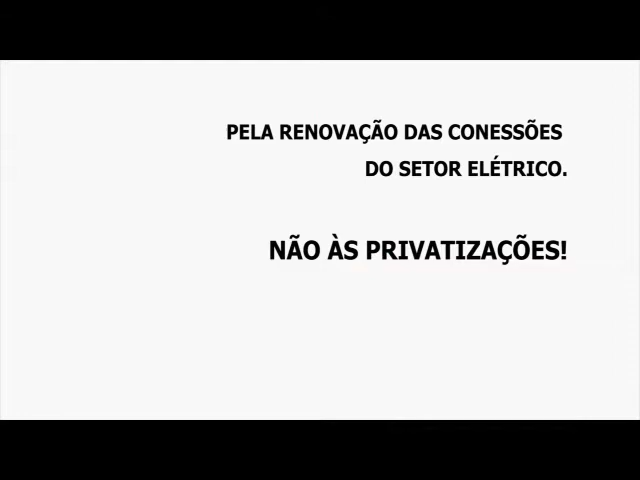 PELA RENOVAÇÃO DAS CONESSÕES
DO SETOR ELÉTRICO.
NÃO ÀS PRIVATIZAÇÕES!